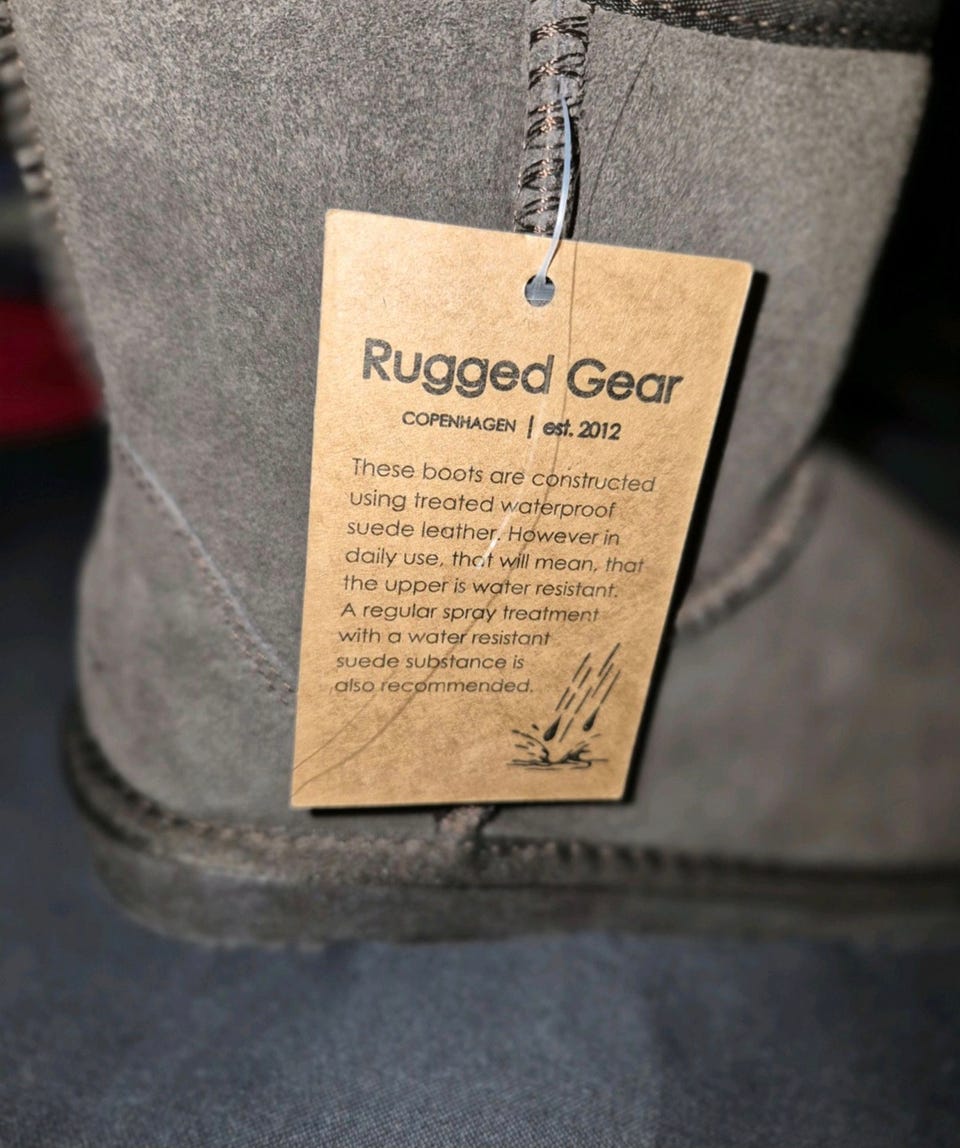 Rugged Gear
COPENHAGEN | est. 2012
These boots are constructed
using treated waterproof
suede leather. However in
daily use, that will mean, that
the upper is water resistant.
A regular spray treatment
with a water resistant
suede substance is
also recommended.